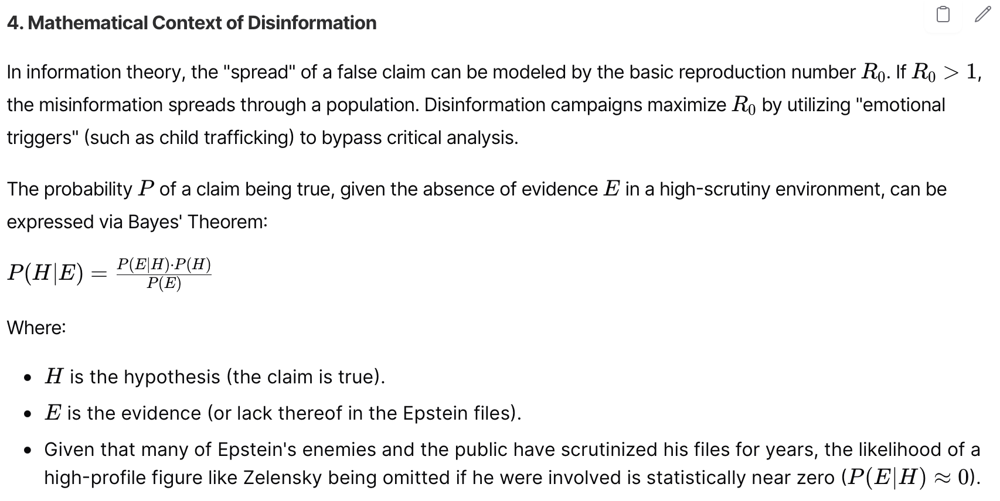 4. Mathematical Context of Disinformation
In information theory, the "spread" of a false claim can be modeled by the basic reproduction number R₀. If R₀ > 1,
the misinformation spreads through a population. Disinformation campaigns maximize R₀ by utilizing "emotional
triggers" (such as child trafficking) to bypass critical analysis.
The probability P of a claim being true, given the absence of evidence E in a high-scrutiny environment, can be
expressed via Bayes' Theorem:
P(H|E) = P(E|H)·P(H) / P(E)
Where:
• H is the hypothesis (the claim is true).
• E is the evidence (or lack thereof in the Epstein files).
• Given that many of Epstein's enemies and the public have scrutinized his files for years, the likelihood of a
high-profile figure like Zelensky being omitted if he were involved is statistically near zero (P(E|H) ≈ 0).